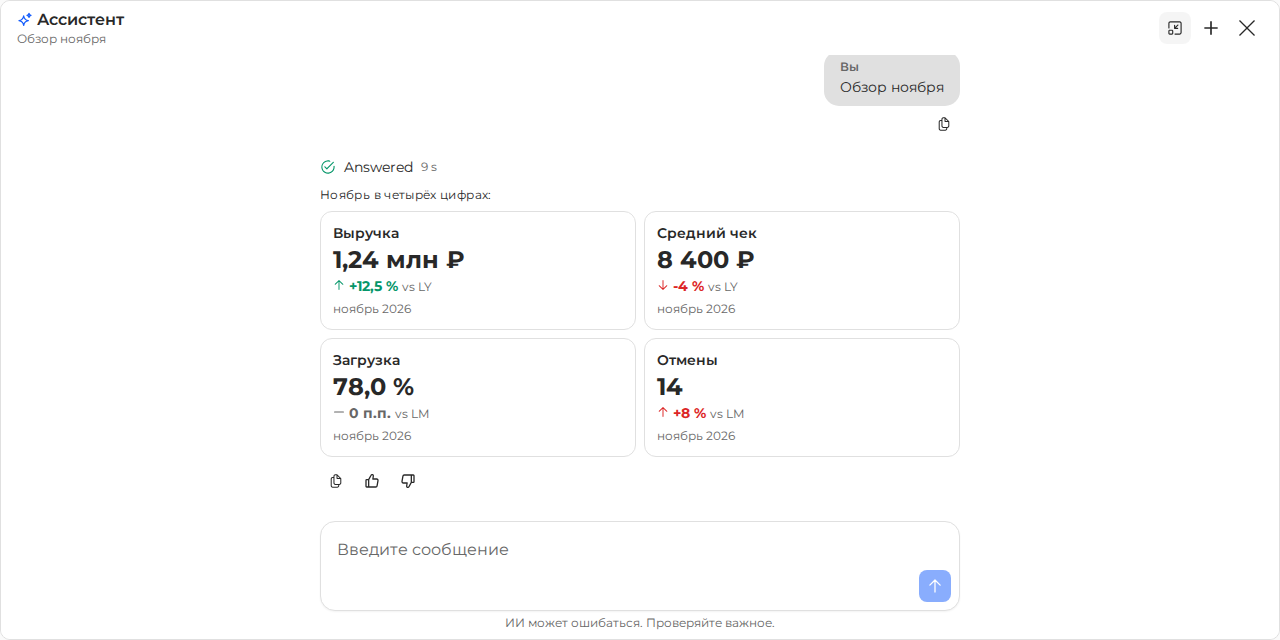 Ассистент
Обзор ноября
Вы
Обзор ноября
Answered 9 s
Ноябрь в четырёх цифрах:
Выручка
1,24 млн ₽
+12,5 % vs LY
ноябрь 2026
Средний чек
8 400 ₽
-4 % vs LY
ноябрь 2026
Загрузка
78,0 %
0 п.п. vs LM
ноябрь 2026
Отмены
14
+8 % vs LM
ноябрь 2026
Введите сообщение
ИИ может ошибаться. Проверяйте важное.